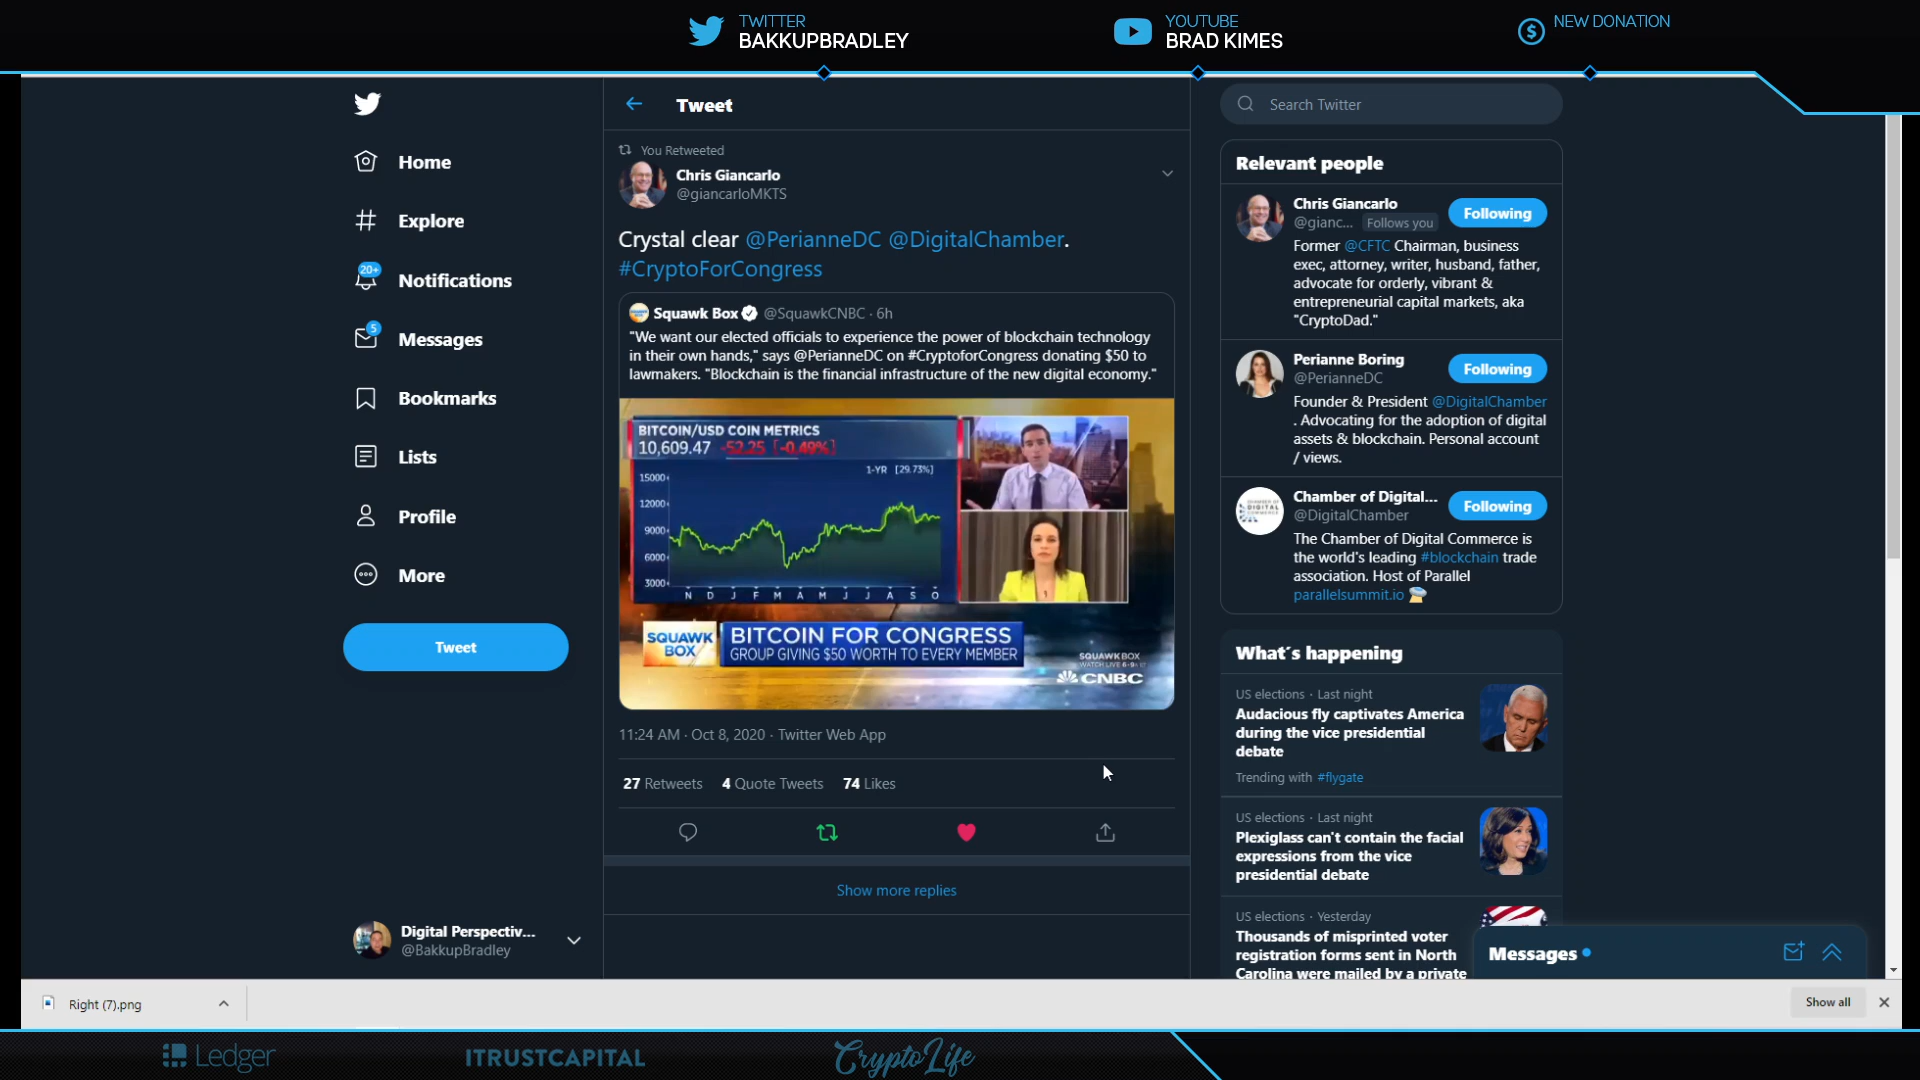 TWITTER
BAKKUPBRADLEY
YOUTUBE
BRAD KIMES
NEW DONATION
Home
Explore
20+
Notifications
5
Messages
Bookmarks
Lists
Profile
More
Tweet
Digital Perspectiv...
@BakkupBradley
Tweet
You Retweeted
Chris Giancarlo
@giancarloMKTS
Crystal clear @PerianneDC @DigitalChamber.
#CryptoForCongress
Squawk Box @SquawkCNBC · 6h
"We want our elected officials to experience the power of blockchain technology
in their own hands," says @PerianneDC on #CryptoforCongress donating $50 to
lawmakers. "Blockchain is the financial infrastructure of the new digital economy."
BITCOIN/USD COIN METRICS
10,609.47 -52.25 [-0.49%]
1-YR [29.73%]
15000
12000
9000
6000
3000
N D J F M A M J J A S O
SQUAWK
BOX
BITCOIN FOR CONGRESS
GROUP GIVING $50 WORTH TO EVERY MEMBER
SQUAWK BOX
WATCH LIVE 6-9A ET
CNBC
11:24 AM · Oct 8, 2020 · Twitter Web App
27 Retweets 4 Quote Tweets 74 Likes
Show more replies
Search Twitter
Relevant people
Chris Giancarlo
@gianc... Follows you
Following
Former @CFTC Chairman, business
exec, attorney, writer, husband, father,
advocate for orderly, vibrant &
entrepreneurial capital markets, aka
"CryptoDad."
Perianne Boring
@PerianneDC
Following
Founder & President @DigitalChamber
. Advocating for the adoption of digital
assets & blockchain. Personal account
/ views.
CHAMBER OF
DIGITAL
COMMERCE
Chamber of Digital...
@DigitalChamber
Following
The Chamber of Digital Commerce is
the world's leading #blockchain trade
association. Host of Parallel
parallelsummit.io
What's happening
US elections · Last night
Audacious fly captivates America
during the vice presidential
debate
Trending with #flygate
US elections · Last night
Plexiglass can't contain the facial
expressions from the vice
presidential debate
US elections · Yesterday
Thousands of misprinted voter
registration forms sent in North
Carolina were mailed by a private
Messages
Right (7).png
Show all
Ledger
ITRUSTCAPITAL
CryptoLife